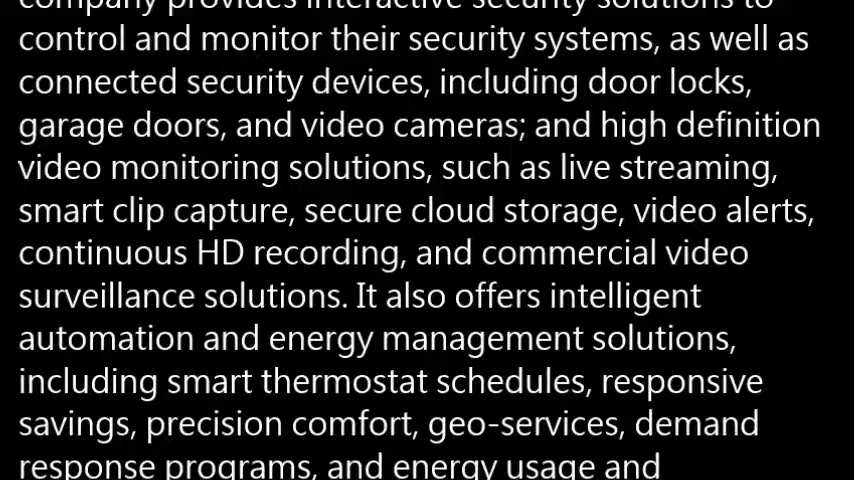 company provides interactive security solutions to
control and monitor their security systems, as well as
connected security devices, including door locks,
garage doors, and video cameras; and high definition
video monitoring solutions, such as live streaming,
smart clip capture, secure cloud storage, video alerts,
continuous HD recording, and commercial video
surveillance solutions. It also offers intelligent
automation and energy management solutions,
including smart thermostat schedules, responsive
savings, precision comfort, geo-services, demand
response programs, and energy usage and